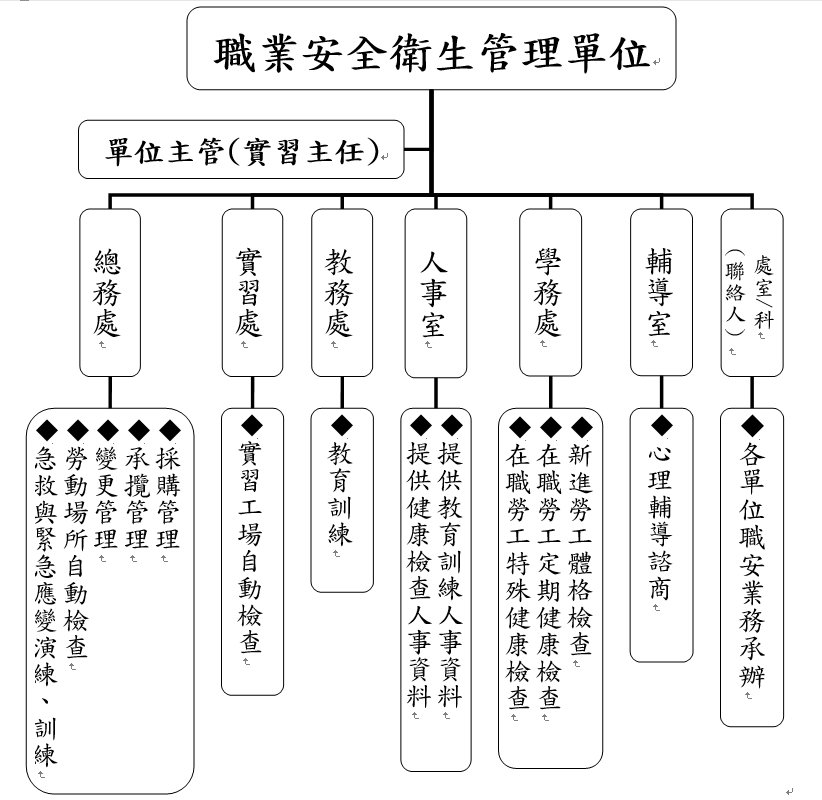 職業安全衛生管理單位
單位主管(實習主任)
總務處
實習處
教務處
人事室
學務處
輔導室
處室/科
(聯絡人)
◆採購管理
◆承攬管理
◆變更管理
◆勞動場所自動檢查
◆急救與緊急應變演練、訓練
◆實習工場自動檢查
◆教育訓練
◆提供教育訓練人事資料
◆提供健康檢查人事資料
◆新進勞工體格檢查
◆在職勞工定期健康檢查
◆在職勞工特殊健康檢查
◆心理輔導諮商
◆各單位職安業務承辦